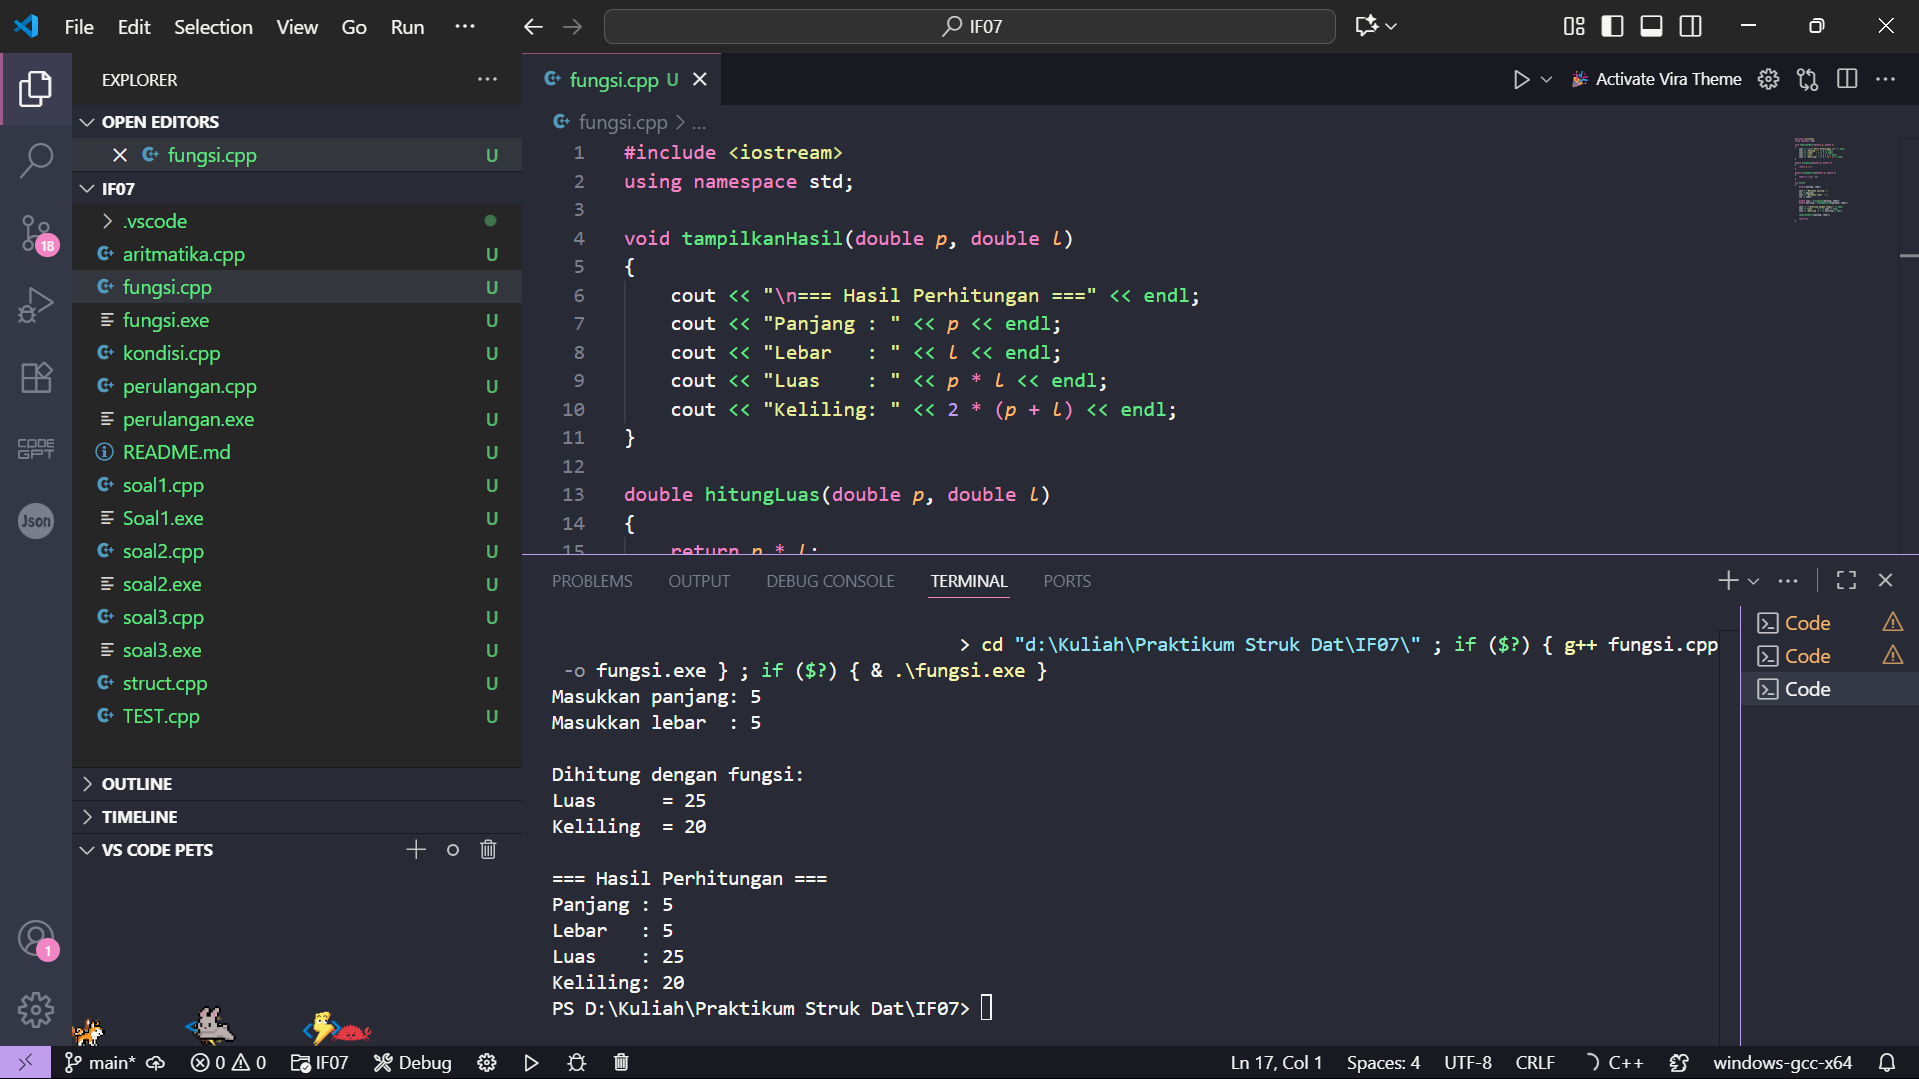 File Edit Selection View Go Run ··· IF07
EXPLORER ···
OPEN EDITORS
fungsi.cpp U
IF07
.vscode
aritmatika.cpp U
fungsi.cpp U
fungsi.exe U
kondisi.cpp U
perulangan.cpp U
perulangan.exe U
README.md U
soal1.cpp U
Soal1.exe U
soal2.cpp U
soal2.exe U
soal3.cpp U
soal3.exe U
struct.cpp U
TEST.cpp U
OUTLINE
TIMELINE
VS CODE PETS
18
CODE GPT
Json
1
fungsi.cpp U
Activate Vira Theme
fungsi.cpp > ...
1 #include <iostream>
2 using namespace std;
3
4 void tampilkanHasil(double p, double l)
5 {
6     cout << "\n=== Hasil Perhitungan ===" << endl;
7     cout << "Panjang : " << p << endl;
8     cout << "Lebar   : " << l << endl;
9     cout << "Luas    : " << p * l << endl;
10     cout << "Keliling: " << 2 * (p + l) << endl;
11 }
12
13 double hitungLuas(double p, double l)
14 {
15     return p * l;
PROBLEMS OUTPUT DEBUG CONSOLE TERMINAL PORTS
> cd "d:\Kuliah\Praktikum Struk Dat\IF07\" ; if ($?) { g++ fungsi.cpp
-o fungsi.exe } ; if ($?) { & .\fungsi.exe }
Masukkan panjang: 5
Masukkan lebar  : 5
Dihitung dengan fungsi:
Luas      = 25
Keliling  = 20
=== Hasil Perhitungan ===
Panjang : 5
Lebar   : 5
Luas    : 25
Keliling: 20
PS D:\Kuliah\Praktikum Struk Dat\IF07>
Code
Code
Code
main* 0 0 IF07 Debug Ln 17, Col 1 Spaces: 4 UTF-8 CRLF C++ windows-gcc-x64